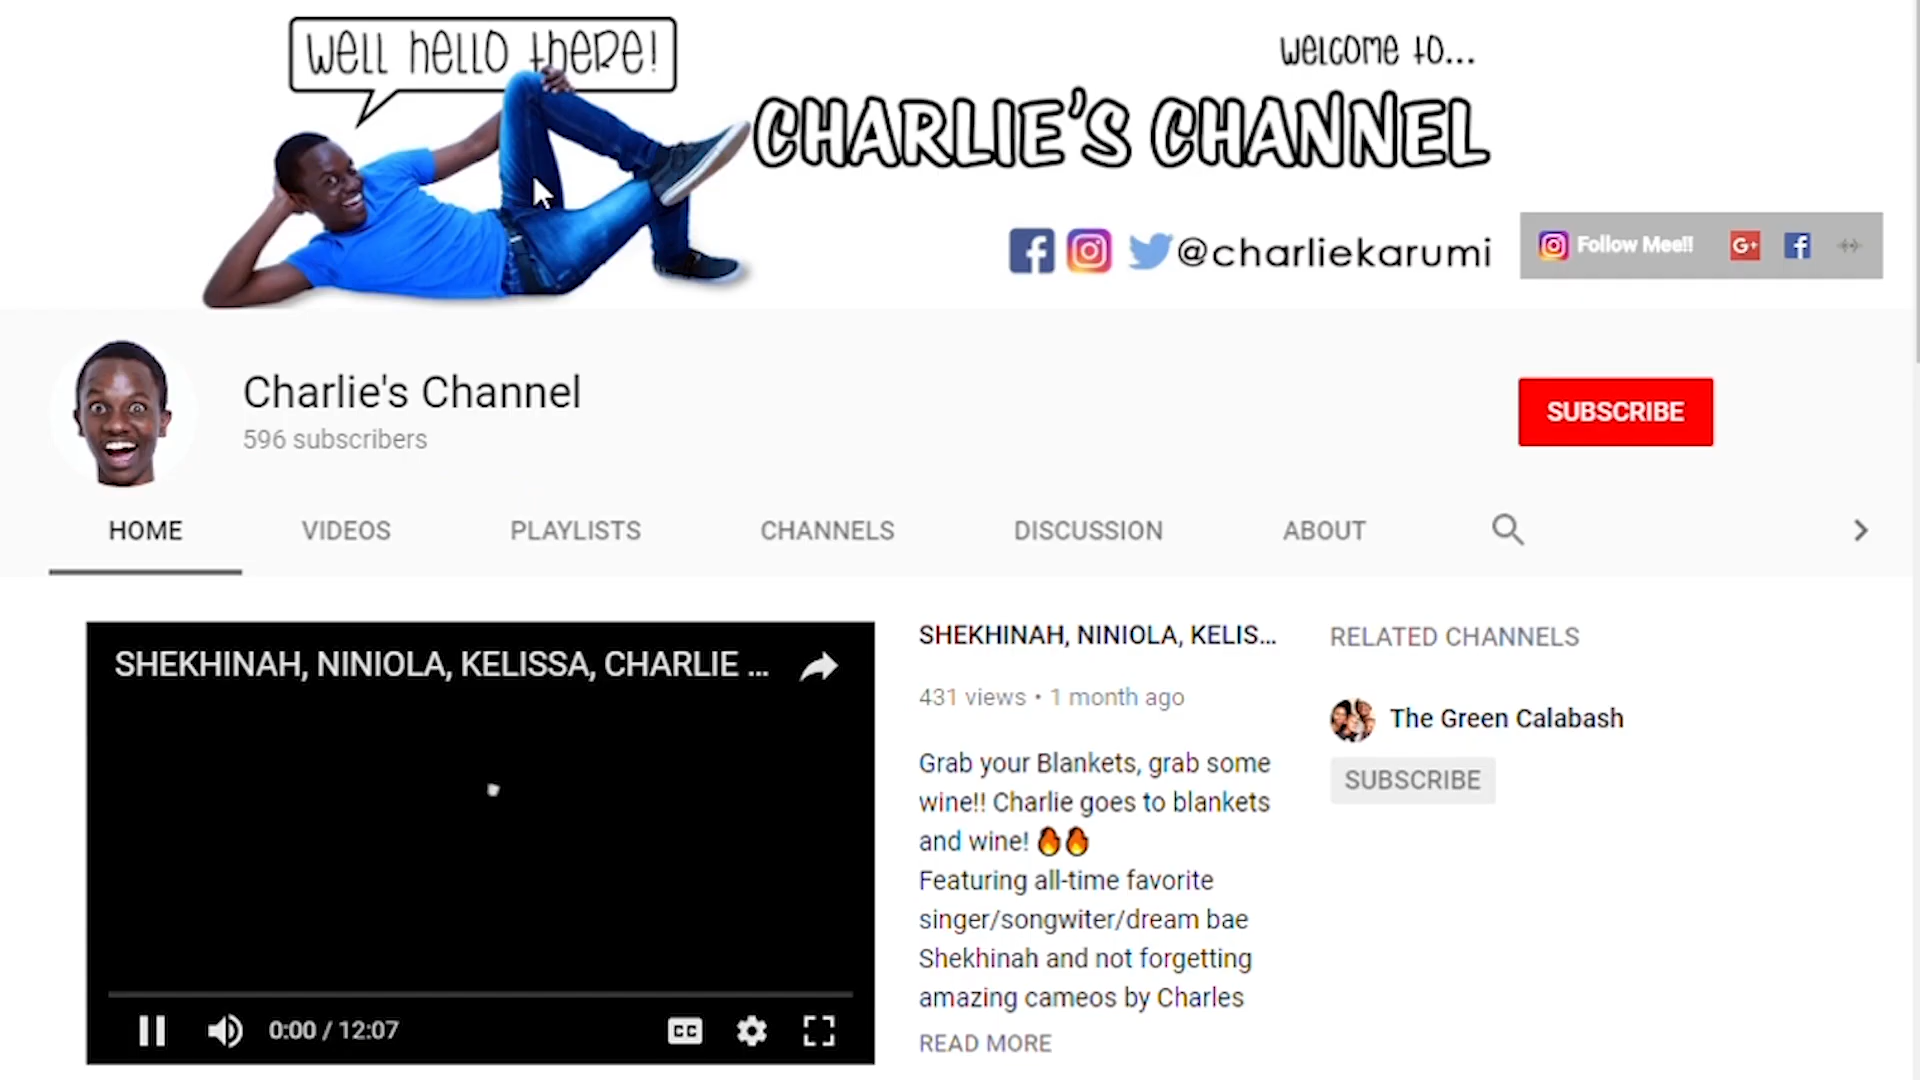 well hello there!
welcome to...
CHARLIE'S CHANNEL
@charliekarumi
Follow Mee!!
G+
Charlie's Channel
596 subscribers
SUBSCRIBE
HOME VIDEOS PLAYLISTS CHANNELS DISCUSSION ABOUT
SHEKHINAH, NINIOLA, KELISSA, CHARLIE ...
0:00 / 12:07
CC
SHEKHINAH, NINIOLA, KELIS...
431 views • 1 month ago
Grab your Blankets, grab some
wine!! Charlie goes to blankets
and wine! 🔥🔥
Featuring all-time favorite
singer/songwiter/dream bae
Shekhinah and not forgetting
amazing cameos by Charles
READ MORE
RELATED CHANNELS
The Green Calabash
SUBSCRIBE